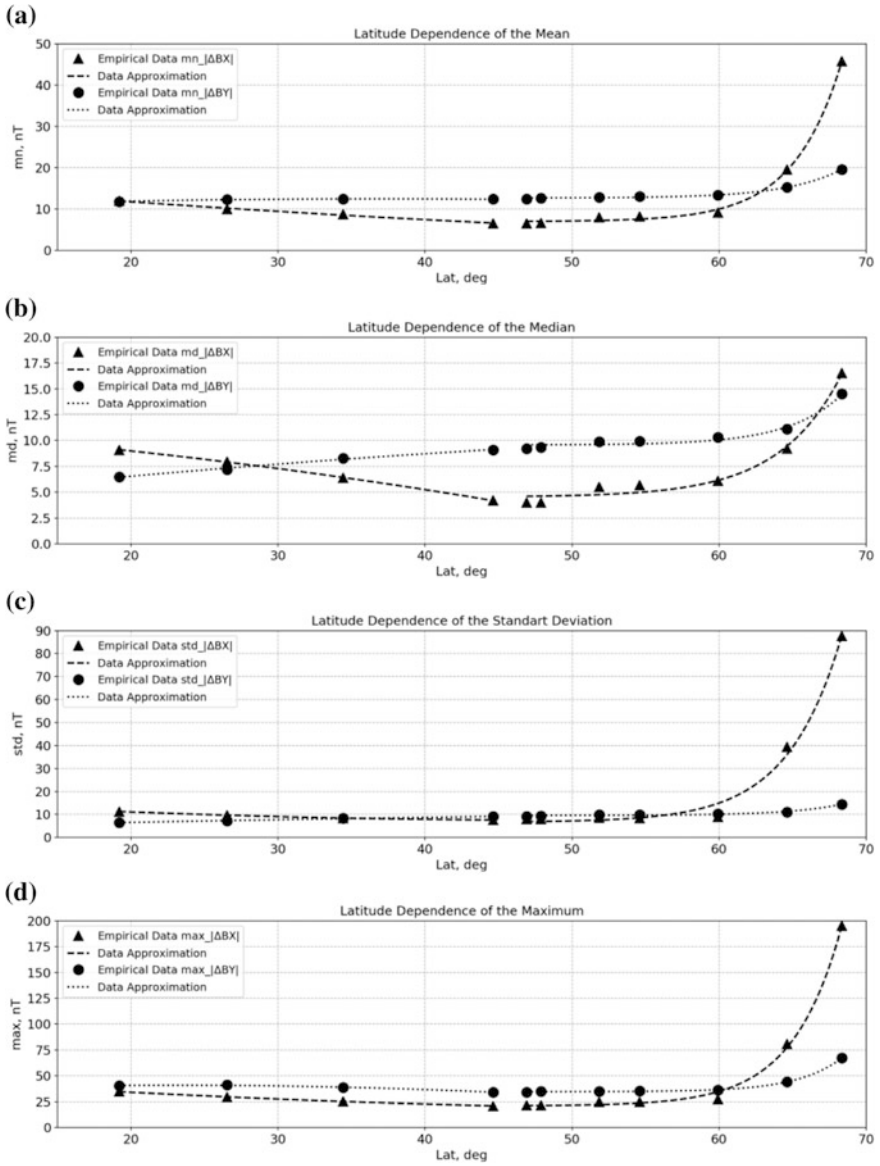 (a)
Latitude Dependence of the Mean
50
40
30
20
10
0
mn, nT
Empirical Data mn_|ΔBX|
Data Approximation
Empirical Data mn_|ΔBY|
Data Approximation
20 30 40 50 60 70
Lat, deg
(b)
Latitude Dependence of the Median
20.0
17.5
15.0
12.5
10.0
7.5
5.0
2.5
0.0
md, nT
Empirical Data md_|ΔBX|
Data Approximation
Empirical Data md_|ΔBY|
Data Approximation
20 30 40 50 60 70
Lat, deg
(c)
Latitude Dependence of the Standart Deviation
90
80
70
60
50
40
30
20
10
0
std, nT
Empirical Data std_|ΔBX|
Data Approximation
Empirical Data std_|ΔBY|
Data Approximation
20 30 40 50 60 70
Lat, deg
(d)
Latitude Dependence of the Maximum
200
175
150
125
100
75
50
25
0
max, nT
Empirical Data max_|ΔBX|
Data Approximation
Empirical Data max_|ΔBY|
Data Approximation
20 30 40 50 60 70
Lat, deg